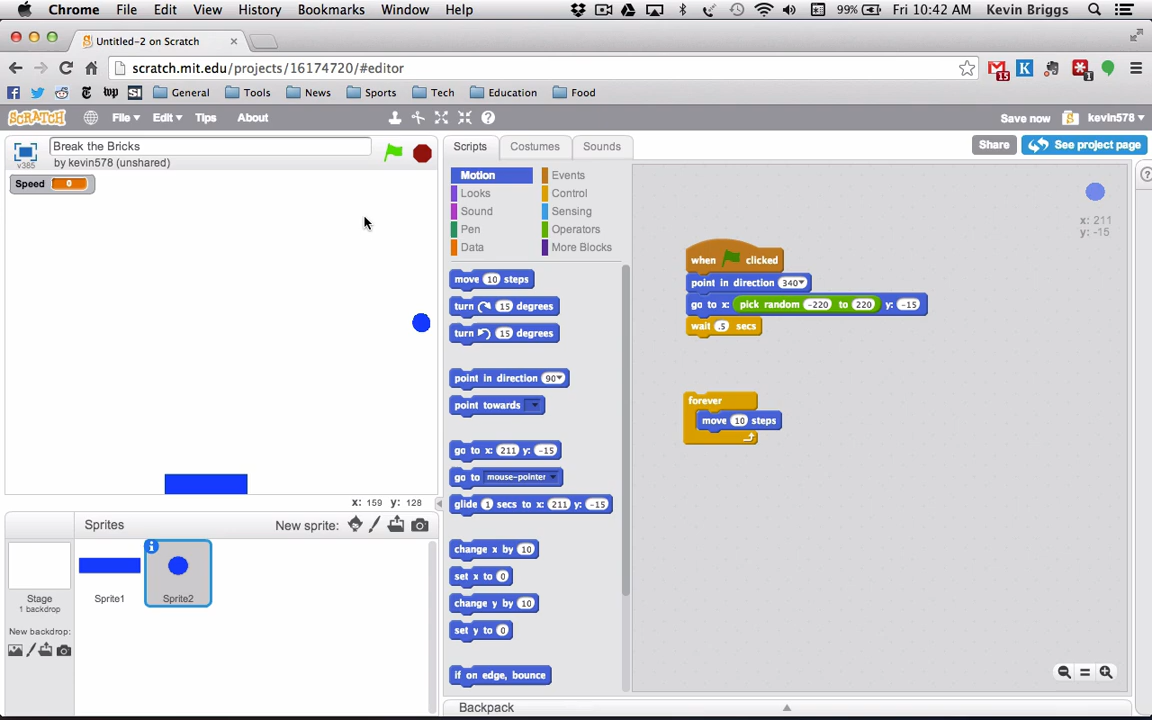 Chrome File Edit View History Bookmarks Window Help 99% Fri 10:42 AM Kevin Briggs
Untitled-2 on Scratch
scratch.mit.edu/projects/16174720/#editor 15 K 1
General Tools News Sports Tech Education Food
SCRATCH File Edit Tips About Save now kevin578
v385 Break the Bricks Scripts Costumes Sounds Share See project page
by kevin578 (unshared)
Speed 0
Motion Events
Looks Control
Sound Sensing
Pen Operators
Data More Blocks
x: 211
y: -15
move 10 steps
turn 15 degrees
turn 15 degrees
point in direction 90
point towards
go to x: 211 y: -15
go to mouse-pointer
glide 1 secs to x: 211 y: -15
change x by 10
set x to 0
change y by 10
set y to 0
if on edge, bounce
when clicked
point in direction 340
go to x: pick random -220 to 220 y: -15
wait .5 secs
forever
move 10 steps
x: 159 y: 128
Sprites New sprite:
Stage
1 backdrop
New backdrop:
Sprite1
Sprite2
Backpack